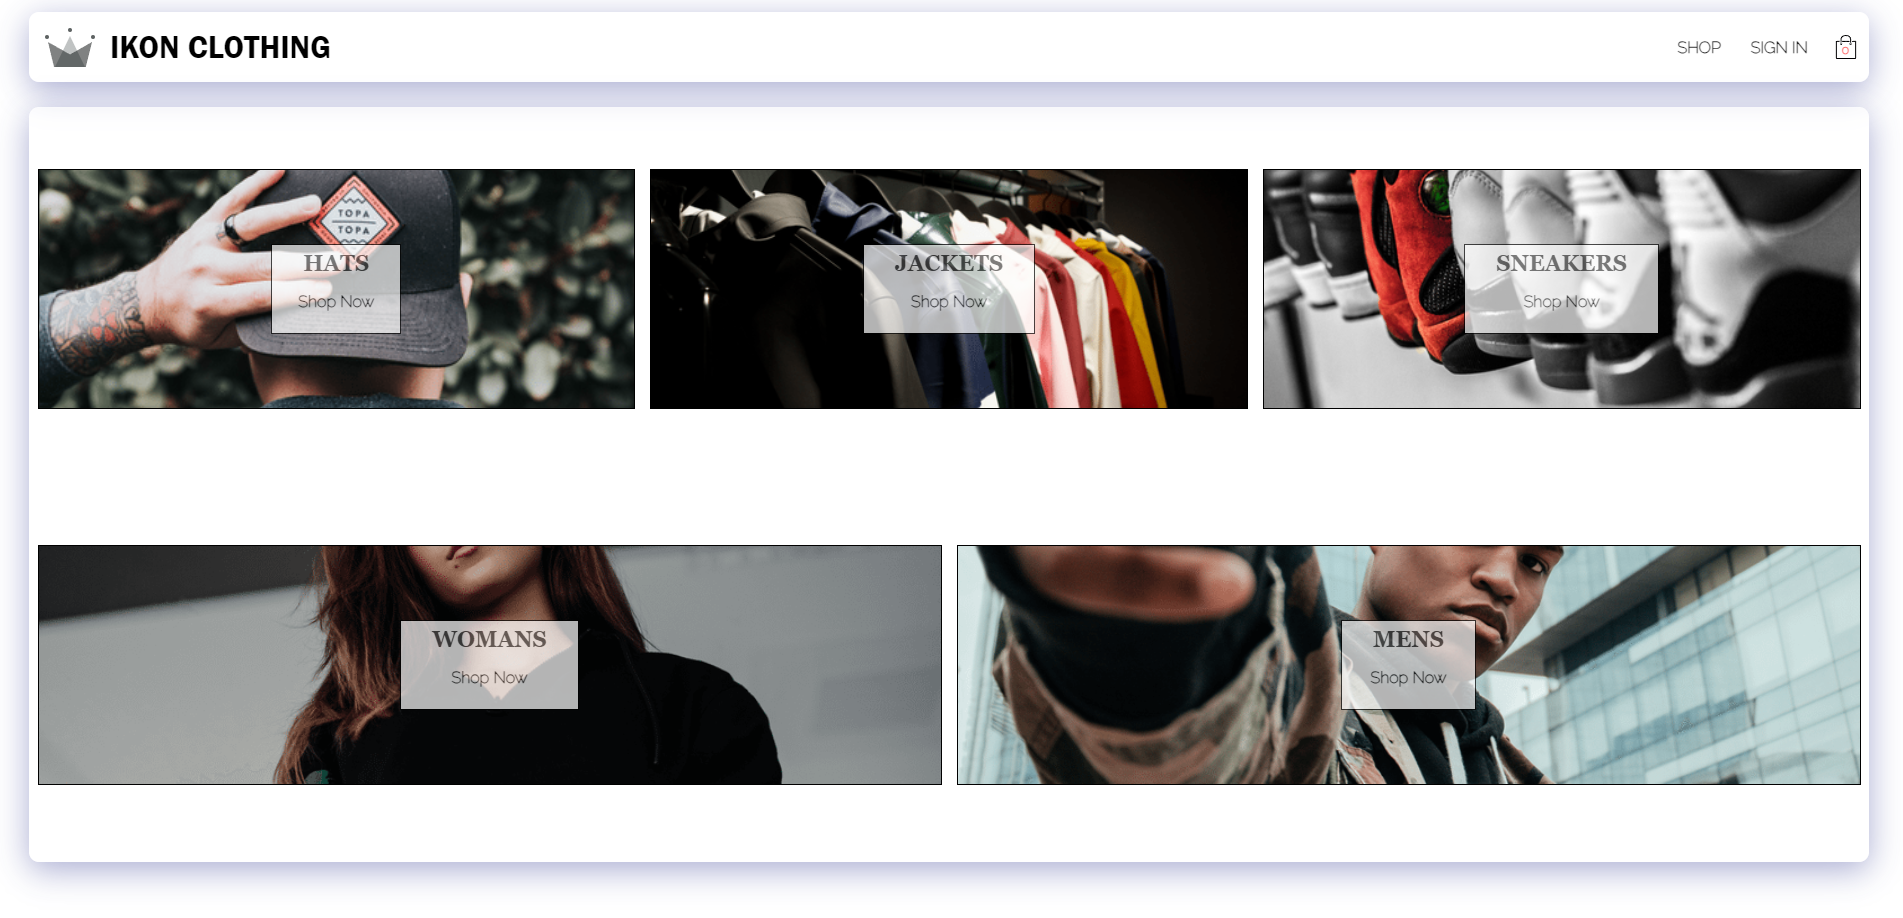 IKON CLOTHING
SHOP
SIGN IN
0
TOPA
TOPA
HATS
Shop Now
JACKETS
Shop Now
SNEAKERS
Shop Now
WOMANS
Shop Now
MENS
Shop Now